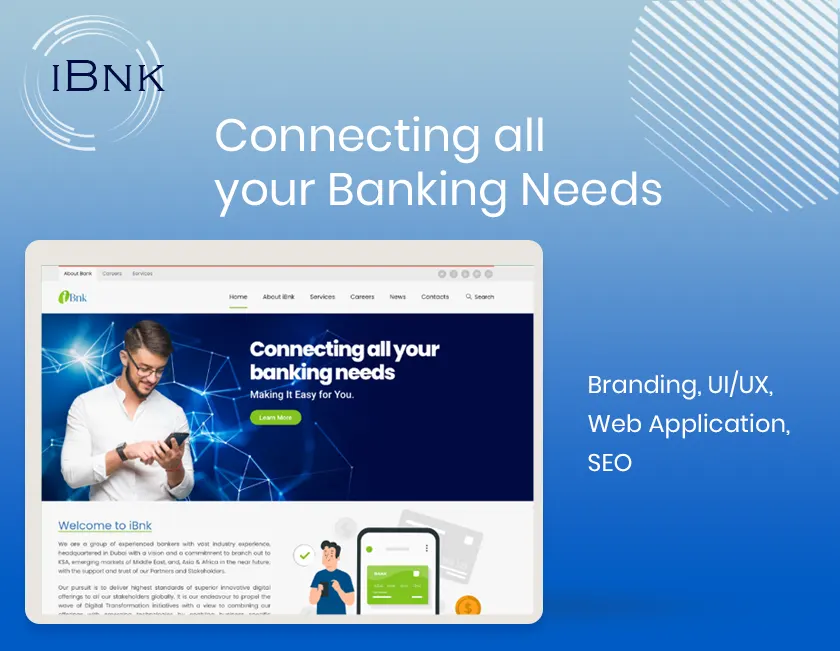 iBnk
Connecting all
your Banking Needs
About iBank Careers Services
iBnk
Home About iBnk Services Careers News Contacts Search
Connecting all your
banking needs
Making It Easy for You.
Learn More
Branding, UI/UX,
Web Application,
SEO
Welcome to iBnk
We are a group of experienced bankers with vast industry experience,
headquartered in Dubai with a vision and a commitment to branch out to
KSA, emerging markets of Middle East, and, Asia & Africa in the near future,
with the support and trust of our Partners and Stakeholders.
Our pursuit is to deliver highest standards of superior innovative digital
offerings to all our stakeholders globally. It is our endeavour to propel the
wave of Digital Transformation initiatives with a view to combining our